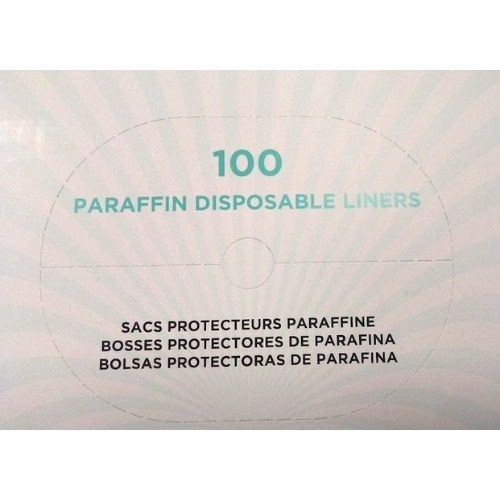 100
PARAFFIN DISPOSABLE LINERS
SACS PROTECTEURS PARAFFINE
BOSSES PROTECTORES DE PARAFINA
BOLSAS PROTECTORAS DE PARAFINA